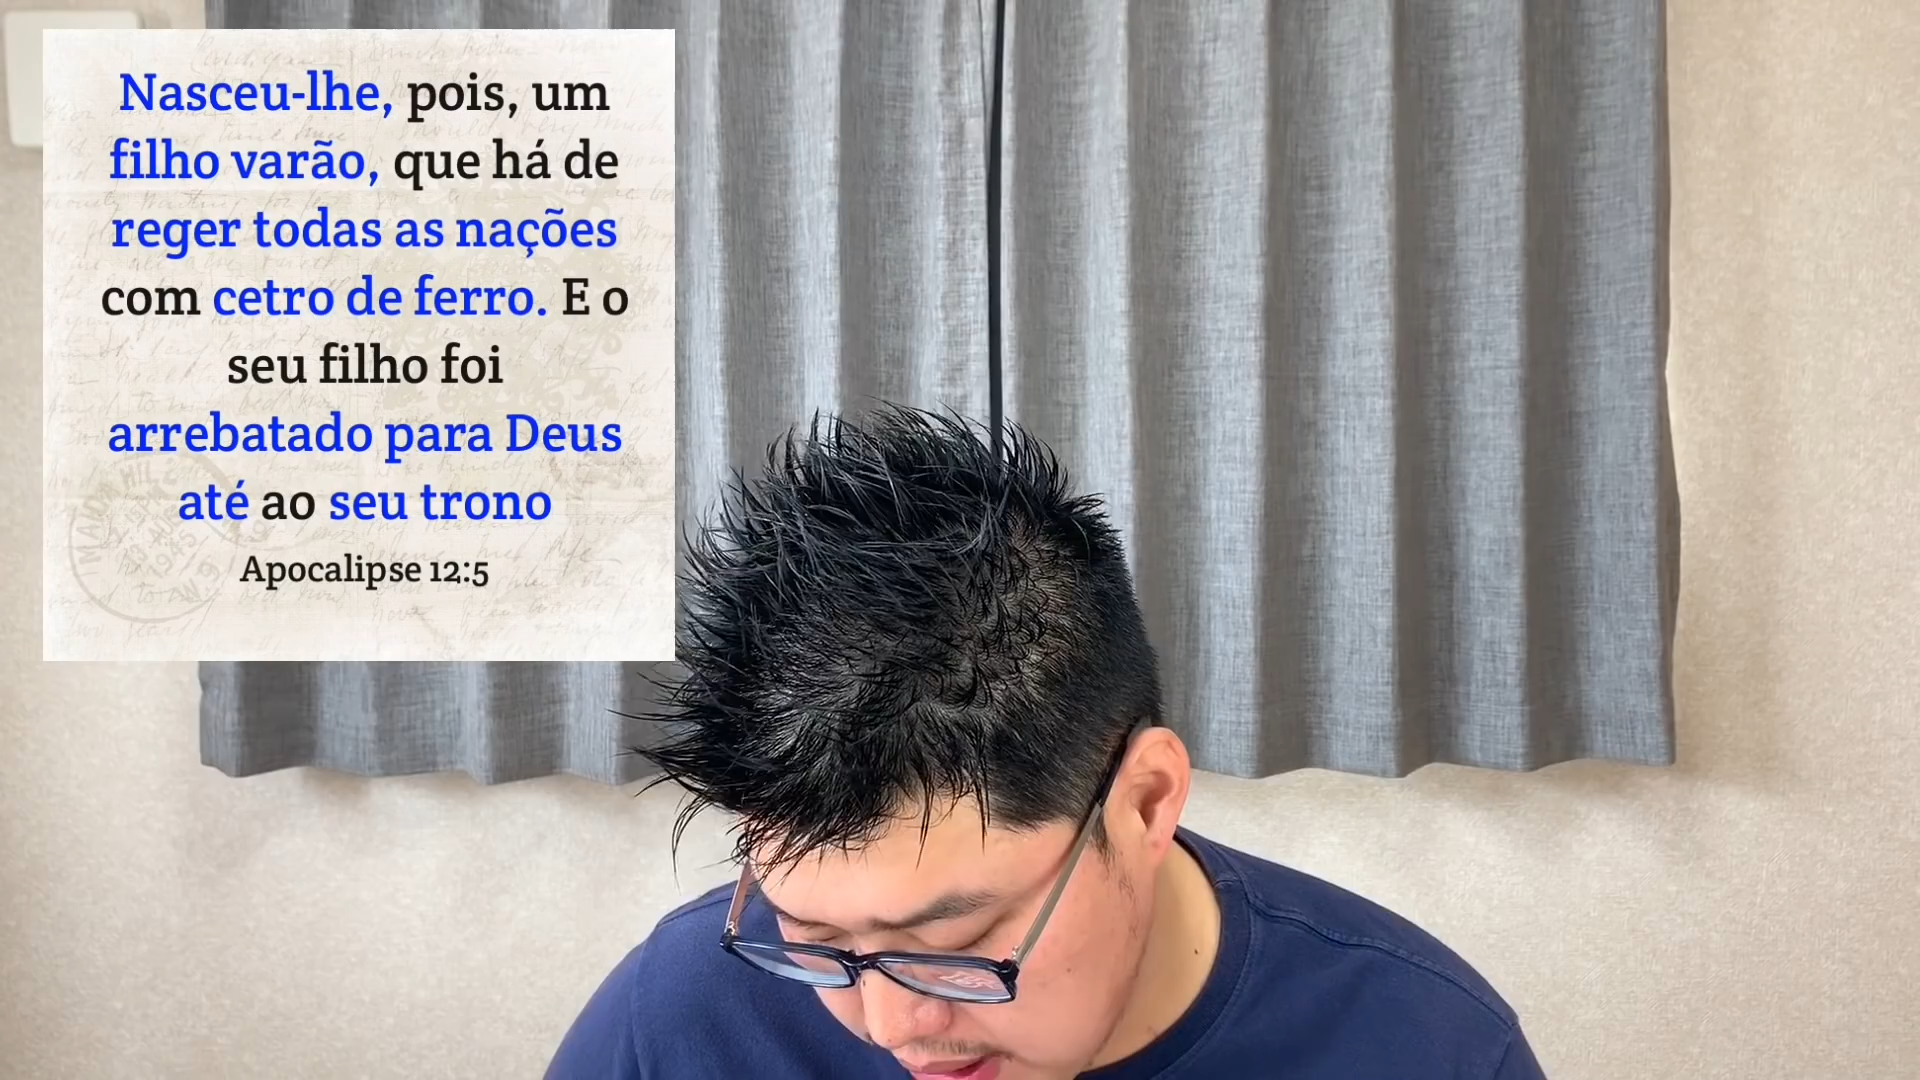 Nasceu-lhe, pois, um
filho varão, que há de
reger todas as nações
com cetro de ferro. E o
seu filho foi
arrebatado para Deus
até ao seu trono
Apocalipse 12:5